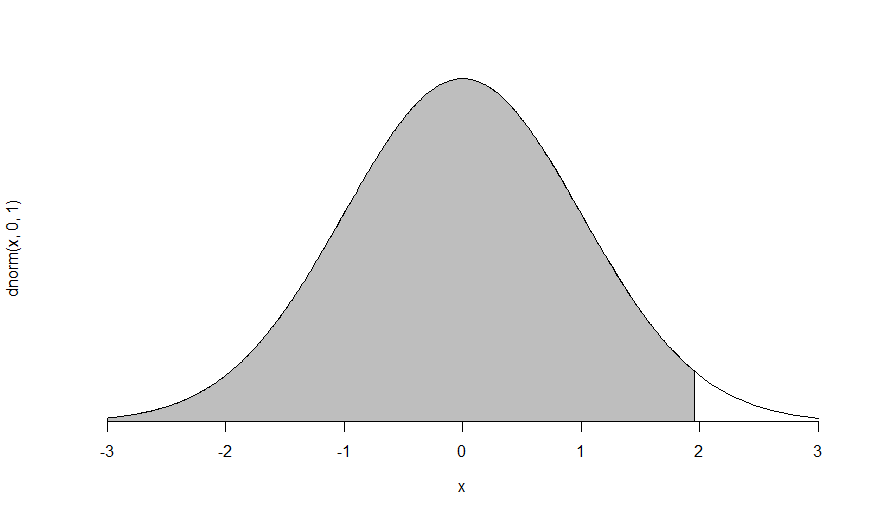 dnorm(x, 0, 1)
-3 -2 -1 0 1 2 3
x